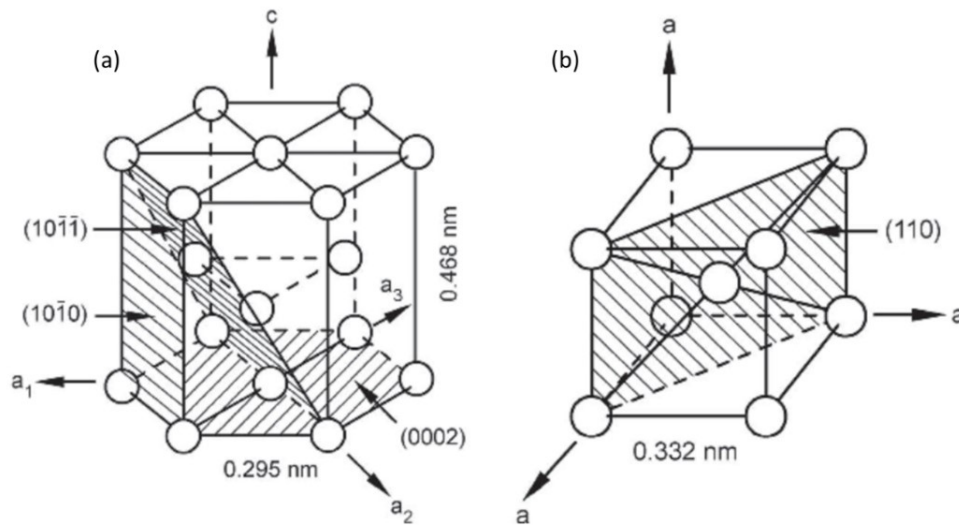 (a)
c
(101̄1̄)
(101̄0)
a₁
a₂
a₃
0.468 nm
(0002)
0.295 nm
(b)
a
(110)
a
0.332 nm
a